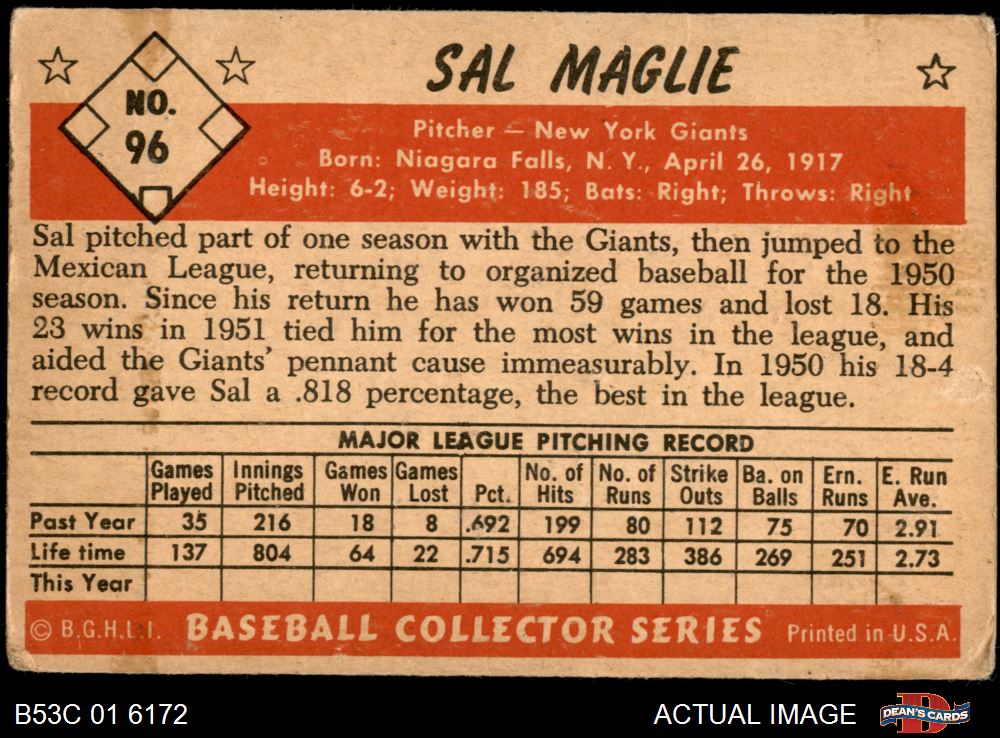 NO.
96
SAL MAGLIE
Pitcher — New York Giants
Born: Niagara Falls, N. Y., April 26, 1917
Height: 6-2; Weight: 185; Bats: Right; Throws: Right
Sal pitched part of one season with the Giants, then jumped to the
Mexican League, returning to organized baseball for the 1950
season. Since his return he has won 59 games and lost 18. His
23 wins in 1951 tied him for the most wins in the league, and
aided the Giants' pennant cause immeasurably. In 1950 his 18-4
record gave Sal a .818 percentage, the best in the league.
MAJOR LEAGUE PITCHING RECORD
Games Innings Games Games No. of No. of Strike Ba. on Ern. E. Run
Played Pitched Won Lost Pct. Hits Runs Outs Balls Runs Ave.
Past Year 35 216 18 8 .692 199 80 112 75 70 2.91
Life time 137 804 64 22 .715 694 283 386 269 251 2.73
This Year
© B.G.H.L.I. BASEBALL COLLECTOR SERIES Printed in U.S.A.
B53C 01 6172 ACTUAL IMAGE DEAN'S CARDS